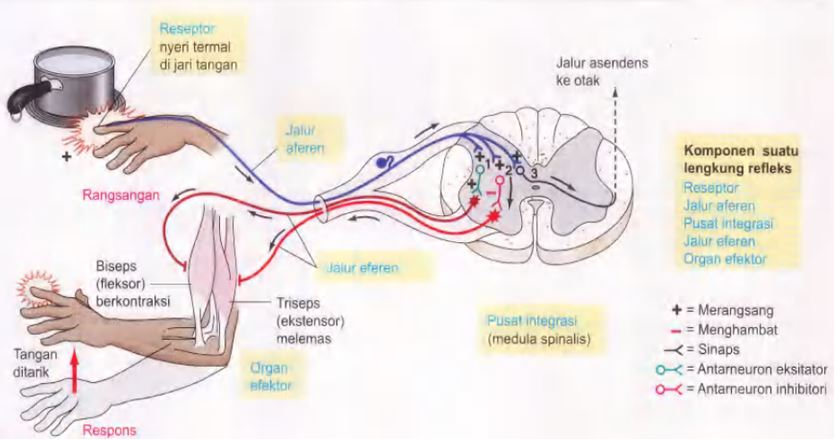 Reseptor
nyeri termal
di jari tangan
+
Jalur
aferen
Jalur asendens
ke otak
+
1
+
2
+
3
+
−
Rangsangan
Jalur eferen
Biseps
(fleksor)
berkontraksi
Triseps
(ekstensor)
melemas
Tangan
ditarik
Organ
efektor
Respons
Pusat integrasi
(medula spinalis)
Komponen suatu
lengkung refleks
Reseptor
Jalur aferen
Pusat integrasi
Jalur eferen
Organ efektor
+ = Merangsang
− = Menghambat
= Sinaps
= Antarneuron eksitator
= Antarneuron inhibitori